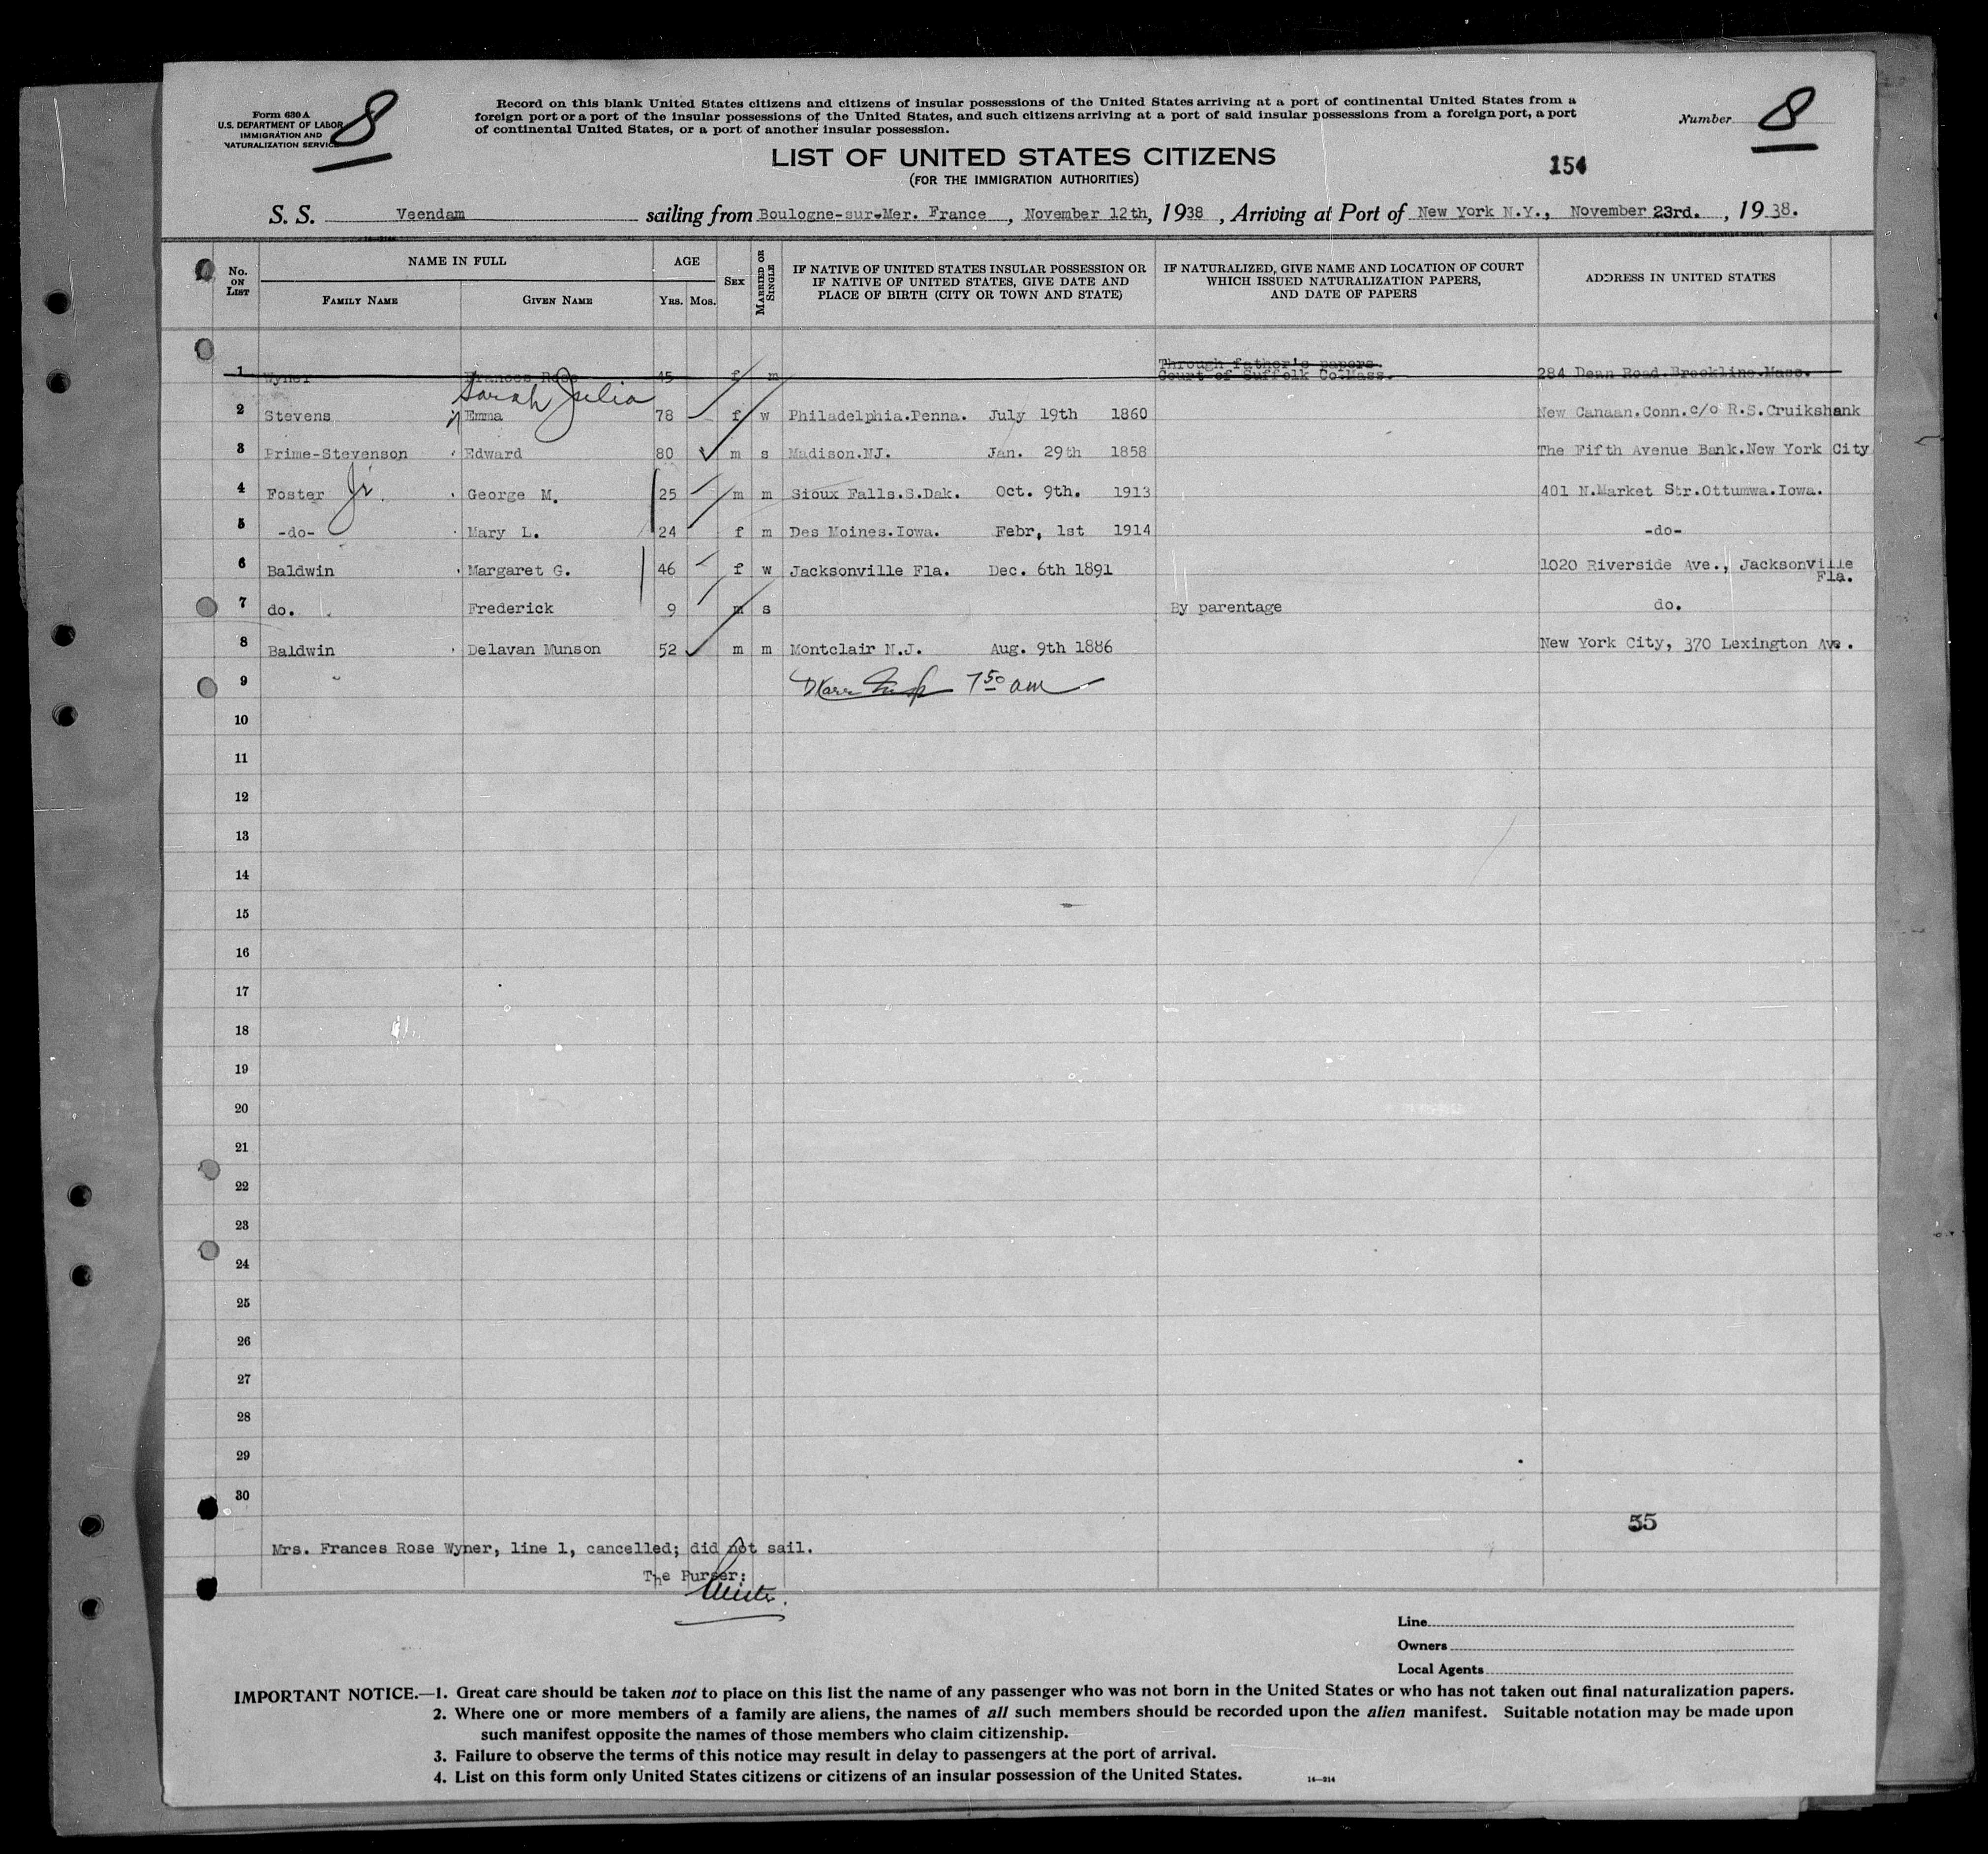 Form 630 A
U.S. DEPARTMENT OF LABOR
IMMIGRATION AND
NATURALIZATION SERVICE
8
Record on this blank United States citizens and citizens of insular possessions of the United States arriving at a port of continental United States from a
foreign port or a port of the insular possessions of the United States, and such citizens arriving at a port of said insular possessions from a foreign port, a port
of continental United States, or a port of another insular possession.
Number 8
LIST OF UNITED STATES CITIZENS
(FOR THE IMMIGRATION AUTHORITIES)
154
S. S. Veendam sailing from Boulogne-sur-Mer. France , November 12th, 1938 , Arriving at Port of New York N.Y., November 23rd. , 1938.
No. ON LIST
NAME IN FULL
FAMILY NAME
GIVEN NAME
AGE
YRS. MOS.
SEX
MARRIED OR SINGLE
IF NATIVE OF UNITED STATES INSULAR POSSESSION OR
IF NATIVE OF UNITED STATES, GIVE DATE AND
PLACE OF BIRTH (CITY OR TOWN AND STATE)
IF NATURALIZED, GIVE NAME AND LOCATION OF COURT
WHICH ISSUED NATURALIZATION PAPERS,
AND DATE OF PAPERS
ADDRESS IN UNITED STATES
Through father's papers.
1 Wyner Frances Rose 45 f m Court of Suffolk Co.Mass. 284 Dean Road.Brookline.Mass.
Sarah Julia
2 Stevens Emma 78 f w Philadelphia.Penna. July 19th 1860 New Canaan.Conn.c/o R.S.Cruikshank
3 Prime-Stevenson Edward 80 m s Madison.NJ. Jan. 29th 1858 The Fifth Avenue Bank.New York City
4 Foster Jr. George M. 25 m m Sioux Falls.S.Dak. Oct. 9th. 1913 401 N.Market Str.Ottumwa.Iowa.
5 -do- Mary L. 24 f m Des Moines.Iowa. Febr, 1st 1914 -do-
6 Baldwin Margaret G. 46 f w Jacksonville Fla. Dec. 6th 1891 1020 Riverside Ave., Jacksonville
Fla.
7 do. Frederick 9 m s By parentage do.
8 Baldwin Delavan Munson 52 m m Montclair N.J. Aug. 9th 1886 New York City, 370 Lexington Ave.
9 7 50 am
10
11
12
13
14
15
16
17
18
19
20
21
22
23
24
25
26
27
28
29
30
35
Mrs. Frances Rose Wyner, line 1, cancelled; did not sail.
The Purser:
Line
Owners
Local Agents
IMPORTANT NOTICE.—1. Great care should be taken not to place on this list the name of any passenger who was not born in the United States or who has not taken out final naturalization papers.
2. Where one or more members of a family are aliens, the names of all such members should be recorded upon the alien manifest. Suitable notation may be made upon
such manifest opposite the names of those members who claim citizenship.
3. Failure to observe the terms of this notice may result in delay to passengers at the port of arrival.
4. List on this form only United States citizens or citizens of an insular possession of the United States.
14—214